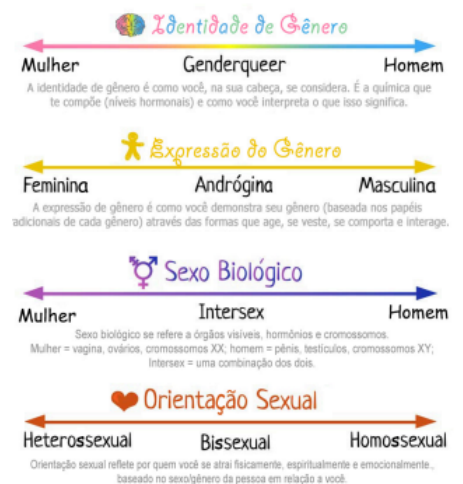 Identidade de Gênero
Mulher Genderqueer Homem
A identidade de gênero é como você, na sua cabeça, se considera. É a química que
te compõe (níveis hormonais) e como você interpreta o que isso significa.
Expressão de Gênero
Feminina Andrógina Masculina
A expressão de gênero é como você demonstra seu gênero (baseada nos papéis
adicionais de cada gênero) através das formas que age, se veste, se comporta e interage.
Sexo Biológico
Mulher Intersex Homem
Sexo biológico se refere a órgãos visíveis, hormônios e cromossomos.
Mulher = vagina, ovários, cromossomos XX; homem = pênis, testículos, cromossomos XY;
Intersex = uma combinação dos dois.
Orientação Sexual
Heterossexual Bissexual Homossexual
Orientação sexual reflete por quem você se atrai fisicamente, espiritualmente e emocionalmente.,
baseado no sexo/gênero da pessoa em relação a você.